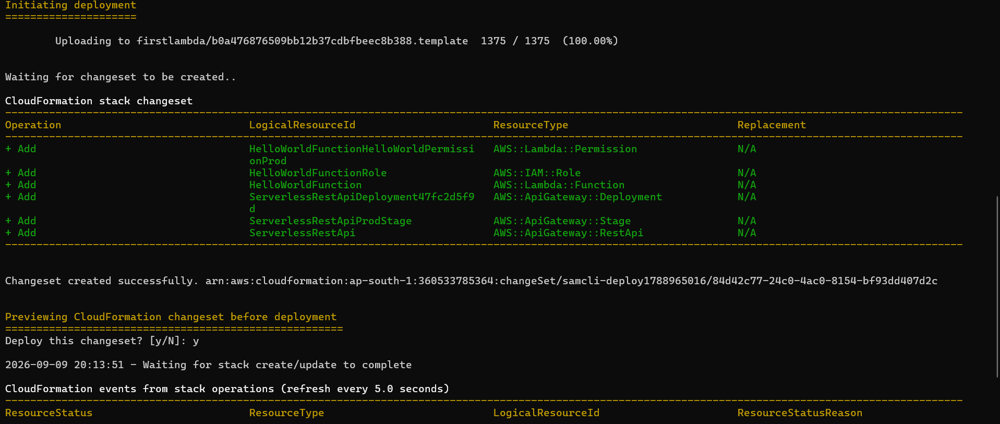 Initiating deployment
=====================
Uploading to firstlambda/b0a476876509bb12b37cdbfbeec8b388.template  1375 / 1375  (100.00%)
Waiting for changeset to be created..
CloudFormation stack changeset
---------------------------------------------------------------------------------------------------------------------------------------------------------
Operation LogicalResourceId ResourceType Replacement
---------------------------------------------------------------------------------------------------------------------------------------------------------
+ Add HelloWorldFunctionHelloWorldPermissi AWS::Lambda::Permission N/A
onProd
+ Add HelloWorldFunctionRole AWS::IAM::Role N/A
+ Add HelloWorldFunction AWS::Lambda::Function N/A
+ Add ServerlessRestApiDeployment47fc2d5f9 AWS::ApiGateway::Deployment N/A
d
+ Add ServerlessRestApiProdStage AWS::ApiGateway::Stage N/A
+ Add ServerlessRestApi AWS::ApiGateway::RestApi N/A
---------------------------------------------------------------------------------------------------------------------------------------------------------
Changeset created successfully. arn:aws:cloudformation:ap-south-1:360533785364:changeSet/samcli-deploy1788965016/84d42c77-24c0-4ac0-8154-bf93dd407d2c
Previewing CloudFormation changeset before deployment
======================================================
Deploy this changeset? [y/N]: y
2026-09-09 20:13:51 - Waiting for stack create/update to complete
CloudFormation events from stack operations (refresh every 5.0 seconds)
---------------------------------------------------------------------------------------------------------------------------------------------------------
ResourceStatus ResourceType LogicalResourceId ResourceStatusReason